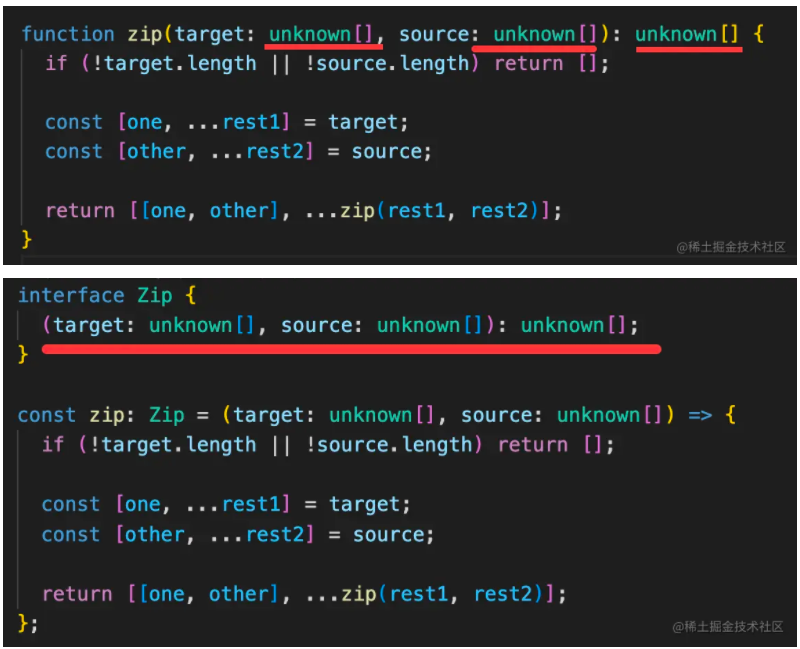 function zip(target: unknown[], source: unknown[]): unknown[] {
if (!target.length || !source.length) return [];
const [one, ...rest1] = target;
const [other, ...rest2] = source;
return [[one, other], ...zip(rest1, rest2)];
}
@稀土掘金技术社区
interface Zip {
(target: unknown[], source: unknown[]): unknown[];
}
const zip: Zip = (target: unknown[], source: unknown[]) => {
if (!target.length || !source.length) return [];
const [one, ...rest1] = target;
const [other, ...rest2] = source;
return [[one, other], ...zip(rest1, rest2)];
};
@稀土掘金技术社区